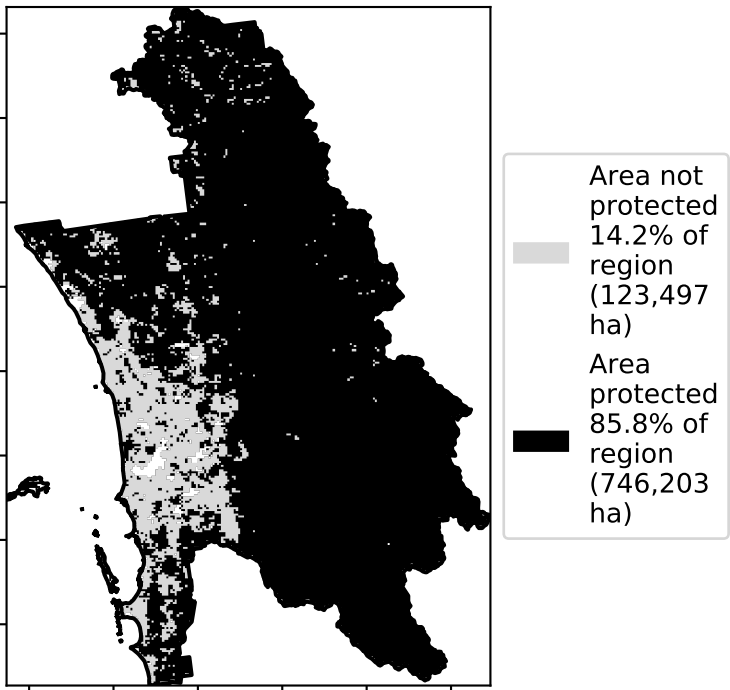 Area not
protected
14.2% of
region
(123,497
ha)
Area
protected
85.8% of
region
(746,203
ha)